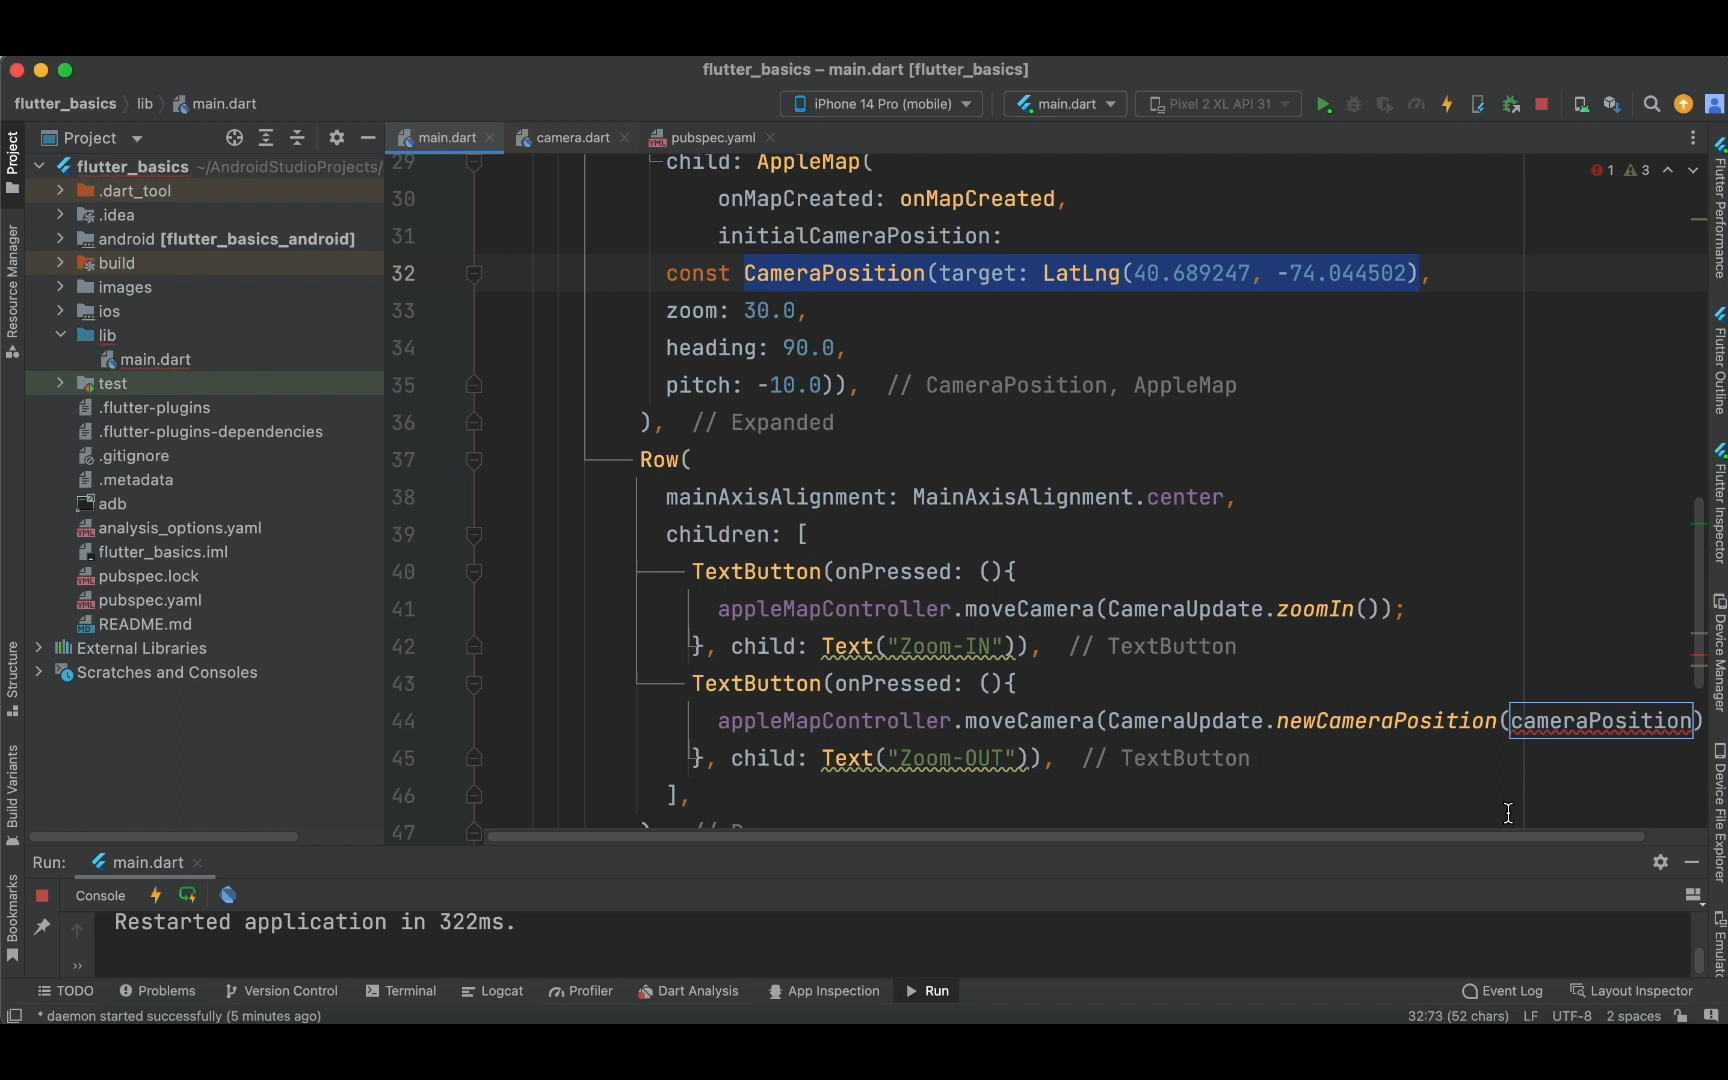 flutter_basics – main.dart [flutter_basics]
flutter_basics lib main.dart
iPhone 14 Pro (mobile) main.dart Pixel 2 XL API 31
Project
main.dart camera.dart pubspec.yaml
flutter_basics ~/AndroidStudioProjects/
.dart_tool
.idea
android [flutter_basics_android]
build
images
ios
lib
main.dart
test
.flutter-plugins
.flutter-plugins-dependencies
.gitignore
.metadata
adb
analysis_options.yaml
flutter_basics.iml
pubspec.lock
pubspec.yaml
README.md
External Libraries
Scratches and Consoles
1 3
29 child: AppleMap(
30 onMapCreated: onMapCreated,
31 initialCameraPosition:
32 const CameraPosition(target: LatLng(40.689247, -74.044502),
33 zoom: 30.0,
34 heading: 90.0,
35 pitch: -10.0)), // CameraPosition, AppleMap
36 ), // Expanded
37 Row(
38 mainAxisAlignment: MainAxisAlignment.center,
39 children: [
40 TextButton(onPressed: (){
41 appleMapController.moveCamera(CameraUpdate.zoomIn());
42 }, child: Text("Zoom-IN")), // TextButton
43 TextButton(onPressed: (){
44 appleMapController.moveCamera(CameraUpdate.newCameraPosition(cameraPosition)
45 }, child: Text("Zoom-OUT")), // TextButton
46 ],
47
Project
Resource Manager
Structure
Build Variants
Bookmarks
Flutter Performance
Flutter Outline
Flutter Inspector
Device Manager
Device File Explorer
Emulat
Run: main.dart
Console
Restarted application in 322ms.
TODO Problems Version Control Terminal Logcat Profiler Dart Analysis App Inspection Run Event Log Layout Inspector
* daemon started successfully (5 minutes ago) 32:73 (52 chars) LF UTF-8 2 spaces